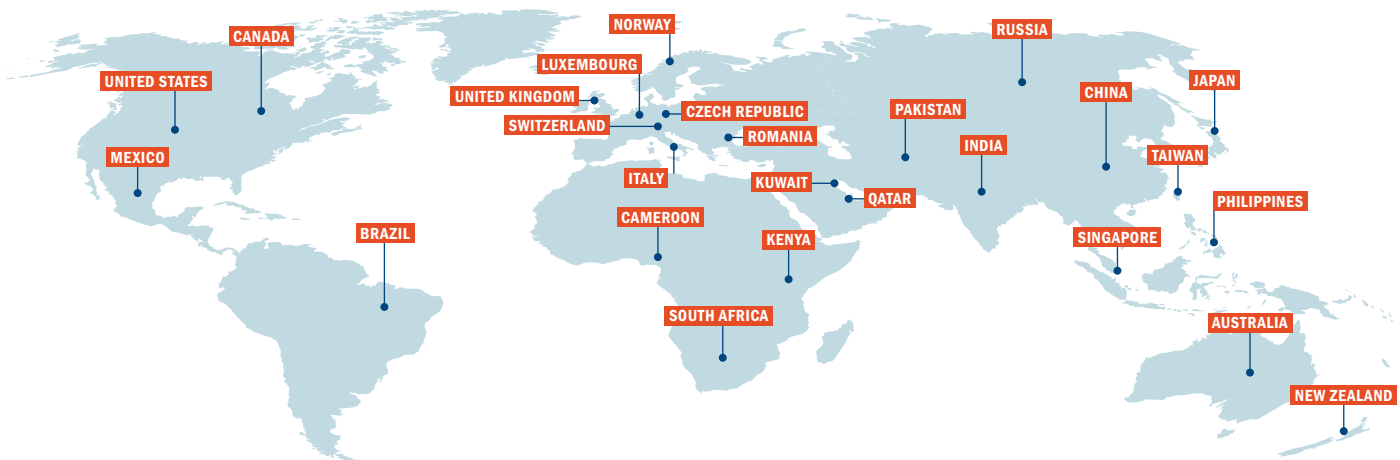 NORWAY
RUSSIA
CANADA
LUXEMBOURG
UNITED STATES
JAPAN
CHINA
UNITED KINGDOM
CZECH REPUBLIC
PAKISTAN
SWITZERLAND
ROMANIA
INDIA
MEXICO
TAIWAN
ITALY
KUWAIT
QATAR
PHILIPPINES
CAMEROON
BRAZIL
KENYA
SINGAPORE
SOUTH AFRICA
AUSTRALIA
NEW ZEALAND